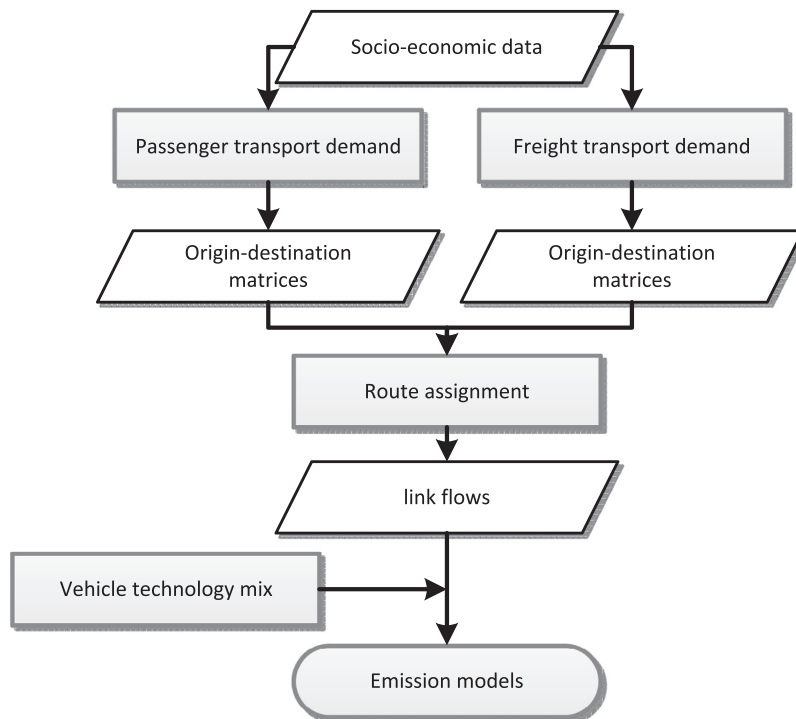 Socio-economic data
Passenger transport demand
Freight transport demand
Origin-destination
matrices
Origin-destination
matrices
Route assignment
link flows
Vehicle technology mix
Emission models